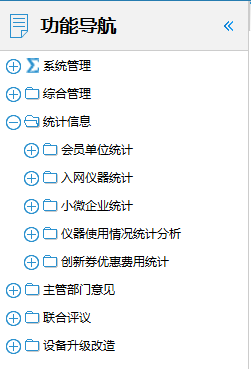 功能导航
系统管理
综合管理
统计信息
会员单位统计
入网仪器统计
小微企业统计
仪器使用情况统计分析
创新券优惠费用统计
主管部门意见
联合评议
设备升级改造